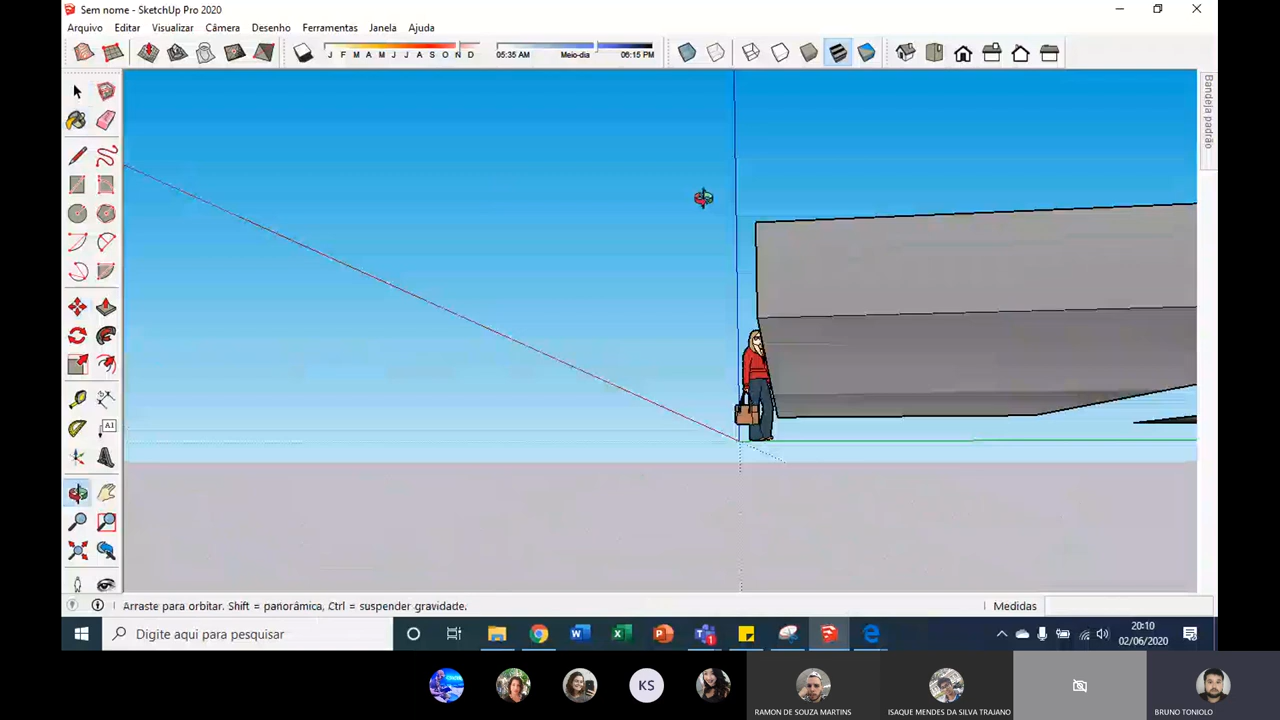 Sem nome - SketchUp Pro 2020
Arquivo Editar Visualizar Câmera Desenho Ferramentas Janela Ajuda
J F M A M J J A S O N D
05:35 AM Meio-dia 06:15 PM
Bandeja padrão
A1
Arraste para orbitar. Shift = panorâmica, Ctrl = suspender gravidade.
Medidas
Digite aqui para pesquisar
20:10
02/06/2020
KS
RAMON DE SOUZA MARTINS
ISAQUE MENDES DA SILVA TRAJANO
BRUNO TONIOLO